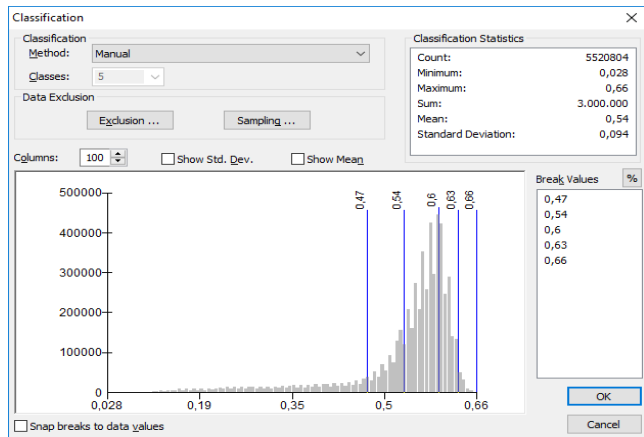 Classification
Classification
Method: Manual
Classes: 5
Data Exclusion
Exclusion ...
Sampling ...
Classification Statistics
Count: 5520804
Minimum: 0,028
Maximum: 0,66
Sum: 3.000.000
Mean: 0,54
Standard Deviation: 0,094
Columns: 100
Show Std. Dev.
Show Mean
500000
400000
300000
200000
100000
0
0,47
0,54
0,6
0,63
0,66
0,028
0,19
0,35
0,5
0,66
Break Values
%
0,47
0,54
0,6
0,63
0,66
Snap breaks to data values
OK
Cancel